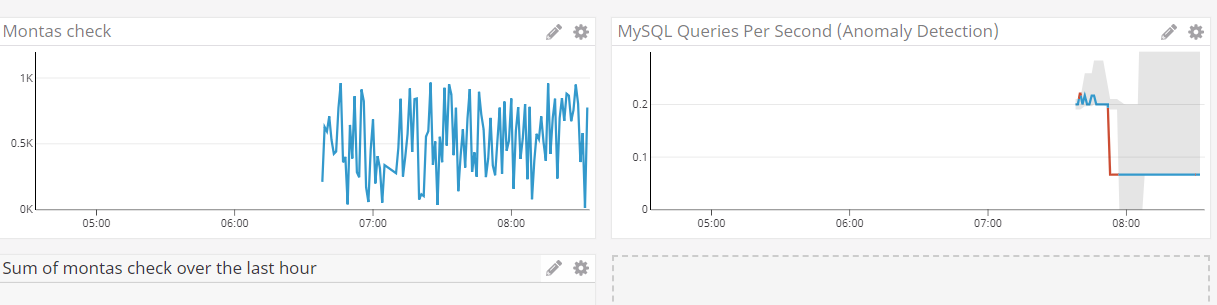 Montas check
1K
0.5K
0K
05:00 06:00 07:00 08:00
MySQL Queries Per Second (Anomaly Detection)
0.2
0.1
0
05:00 06:00 07:00 08:00
Sum of montas check over the last hour